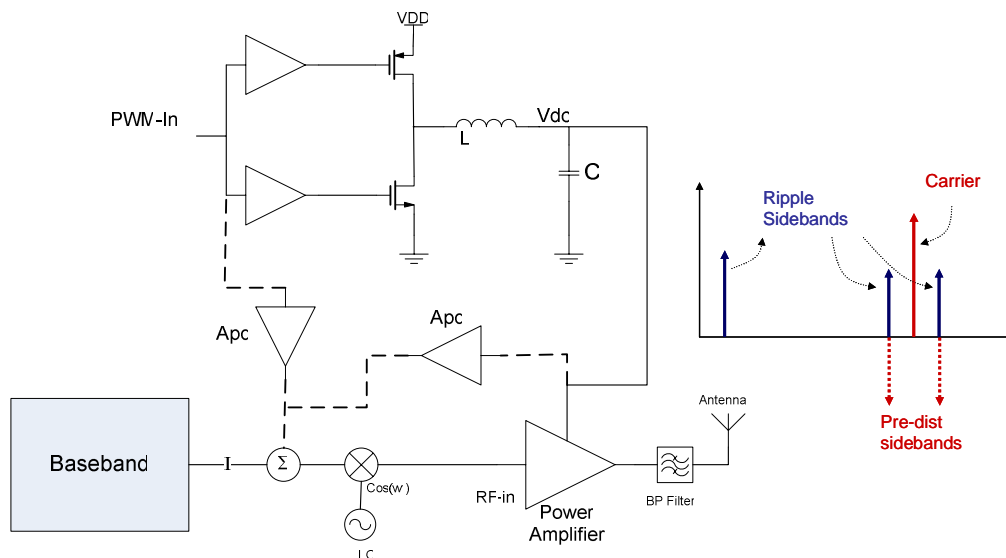 VDD
PWM-In
L
Vdc
C
Carrier
Ripple
Sidebands
Apc
Apc
Antenna
Pre-dist
sidebands
Baseband
I
Σ
Cos(w)
RF-in
Power
Amplifier
BP Filter